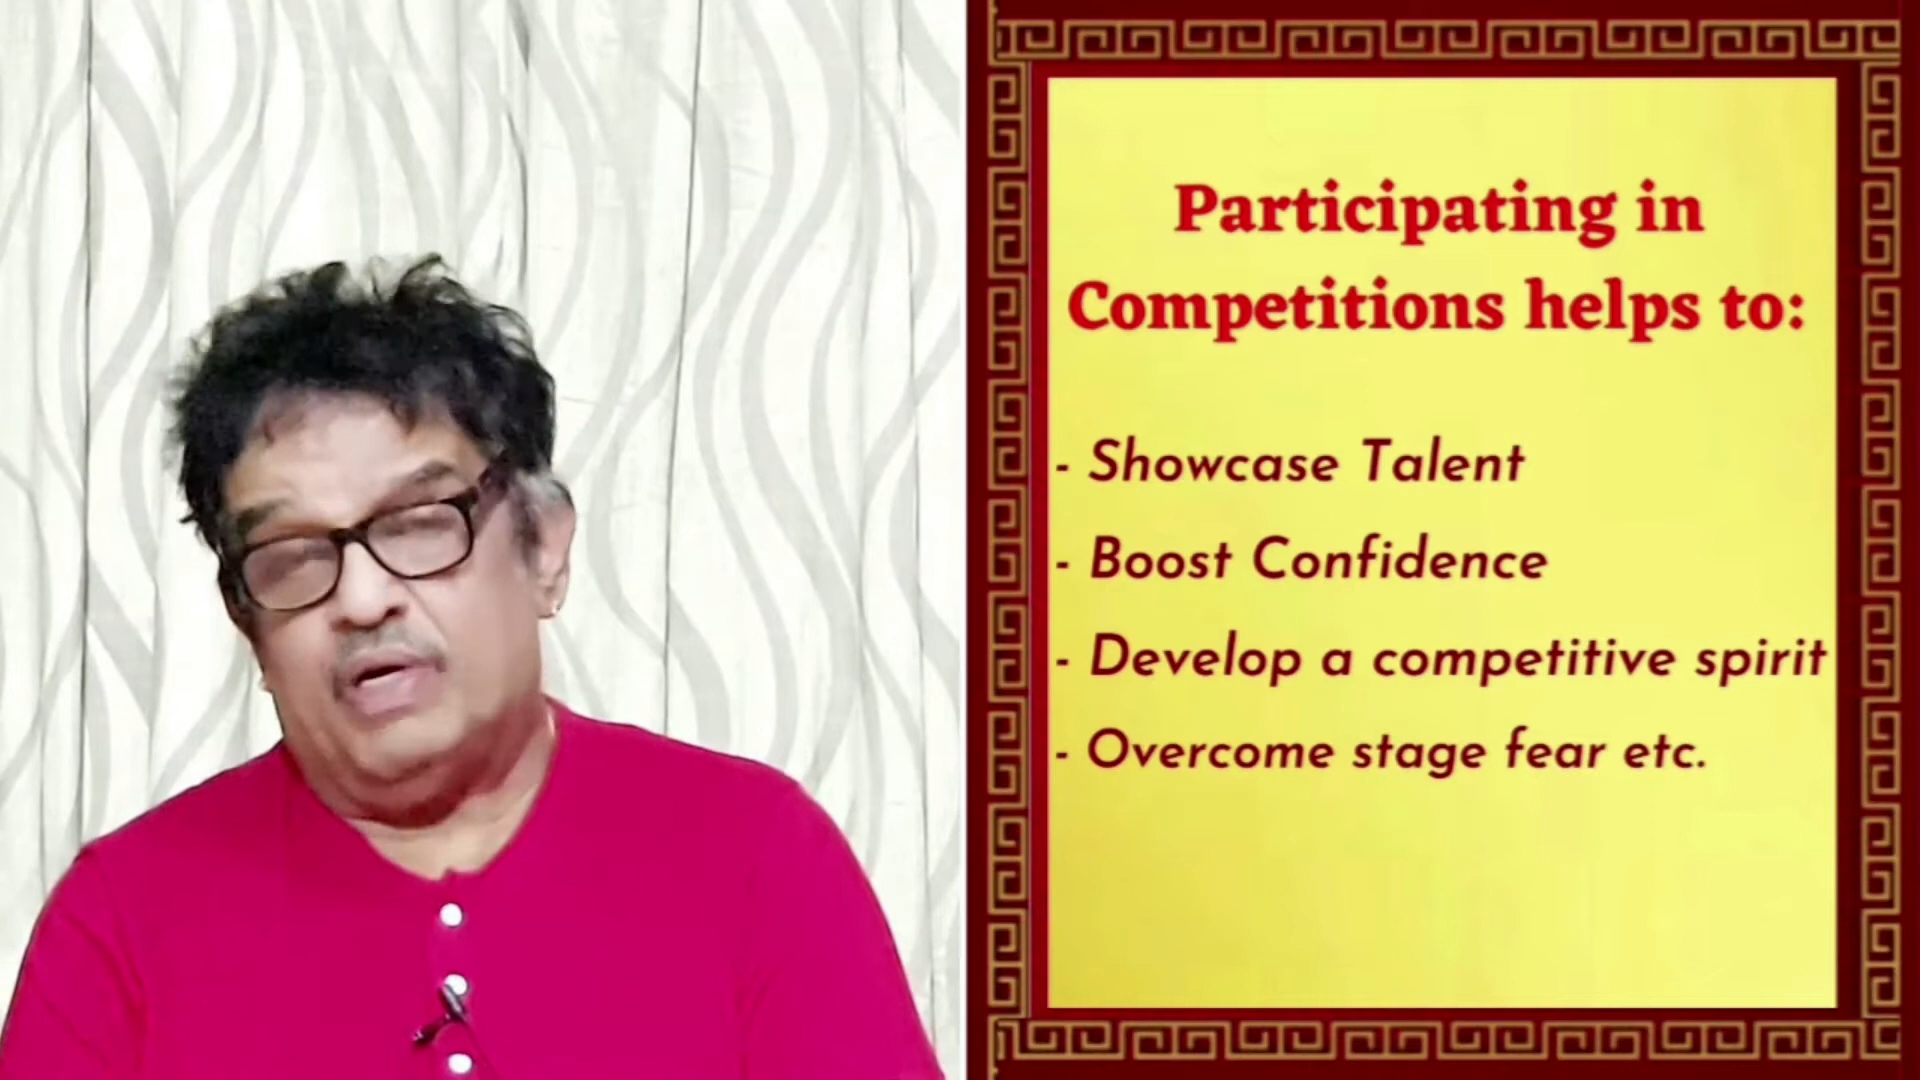 Participating in
Competitions helps to:
- Showcase Talent
- Boost Confidence
- Develop a competitive spirit
- Overcome stage fear etc.